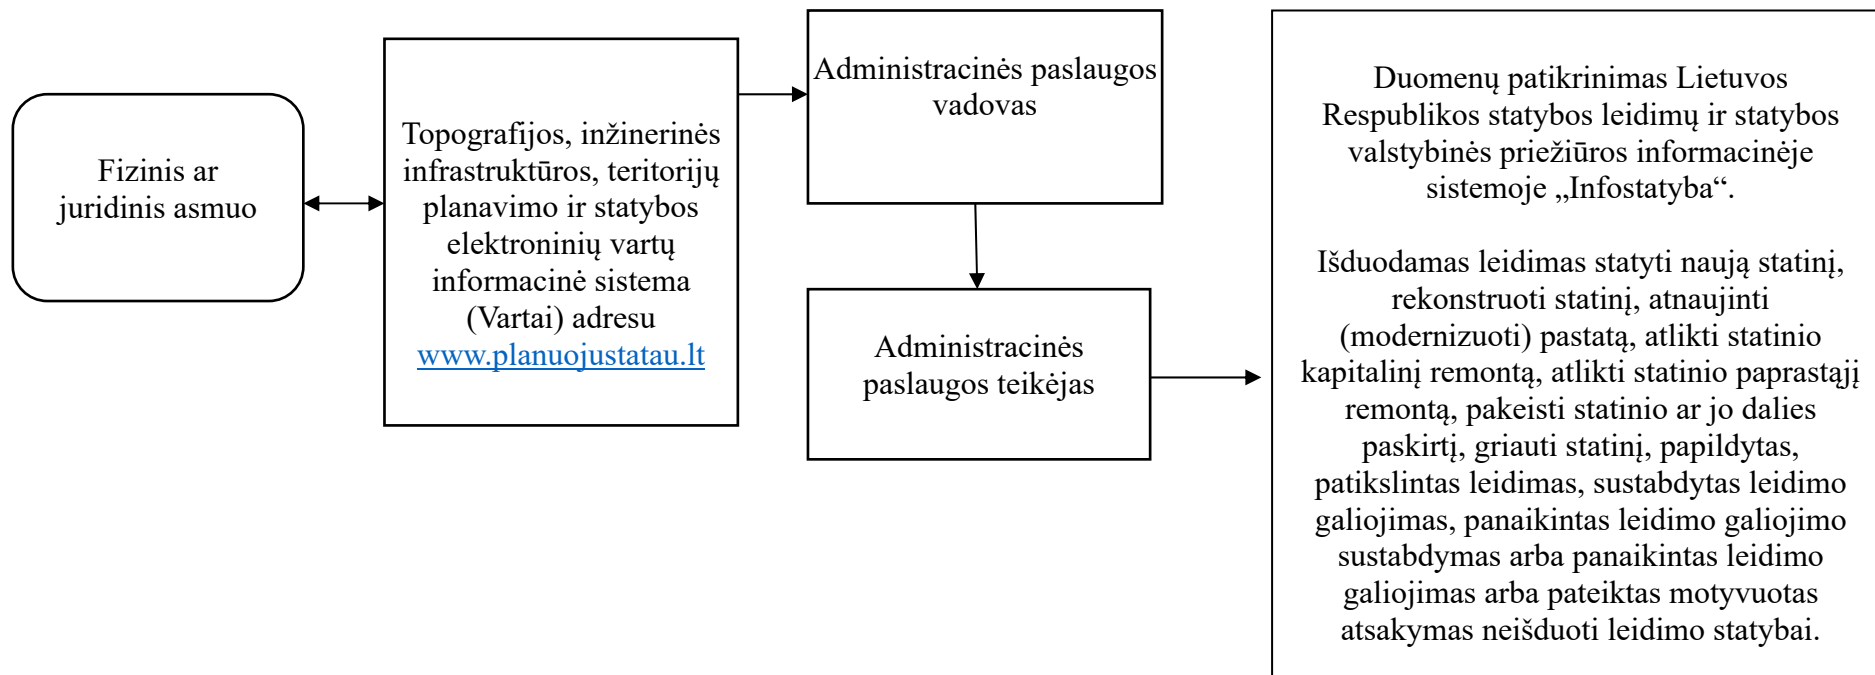 Fizinis ar
juridinis asmuo
Topografijos, inžinerinės
infrastruktūros, teritorijų
planavimo ir statybos
elektroninių vartų
informacinė sistema
(Vartai) adresu
www.planuojustatau.lt
Administracinės paslaugos
vadovas
Administracinės
paslaugos teikėjas
Duomenų patikrinimas Lietuvos
Respublikos statybos leidimų ir statybos
valstybinės priežiūros informacinėje
sistemoje „Infostatyba“.
Išduodamas leidimas statyti naują statinį,
rekonstruoti statinį, atnaujinti
(modernizuoti) pastatą, atlikti statinio
kapitalinį remontą, atlikti statinio paprastąjį
remontą, pakeisti statinio ar jo dalies
paskirtį, griauti statinį, papildytas,
patikslintas leidimas, sustabdytas leidimo
galiojimas, panaikintas leidimo galiojimo
sustabdymas arba panaikintas leidimo
galiojimas arba pateiktas motyvuotas
atsakymas neišduoti leidimo statybai.